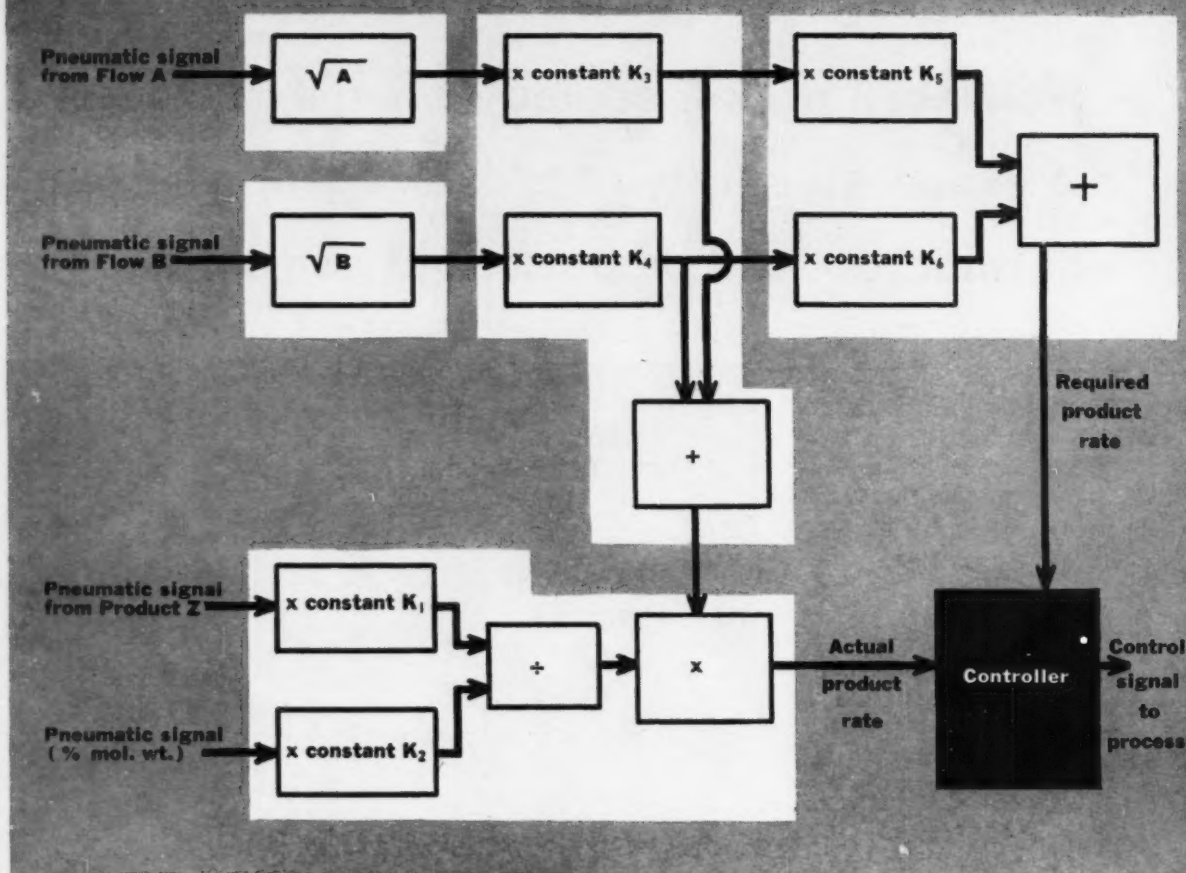 Pneumatic signal
from Flow A
√A
x constant K₃
x constant K₅
+
Pneumatic signal
from Flow B
√B
x constant K₄
x constant K₆
Required
product
rate
+
Pneumatic signal
from Product Z
x constant K₁
÷
x
Actual
product
rate
Controller
Control
signal
to
process
Pneumatic signal
( % mol. wt.)
x constant K₂